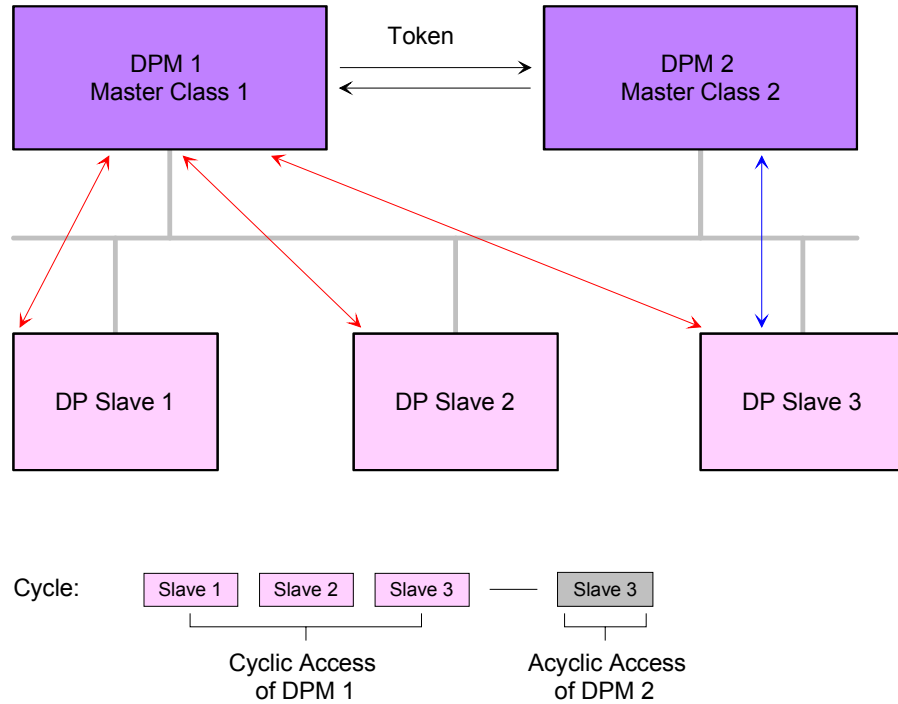 Token
DPM 1
Master Class 1
DPM 2
Master Class 2
DP Slave 1
DP Slave 2
DP Slave 3
Cycle:
Slave 1
Slave 2
Slave 3
Slave 3
Cyclic Access
of DPM 1
Acyclic Access
of DPM 2